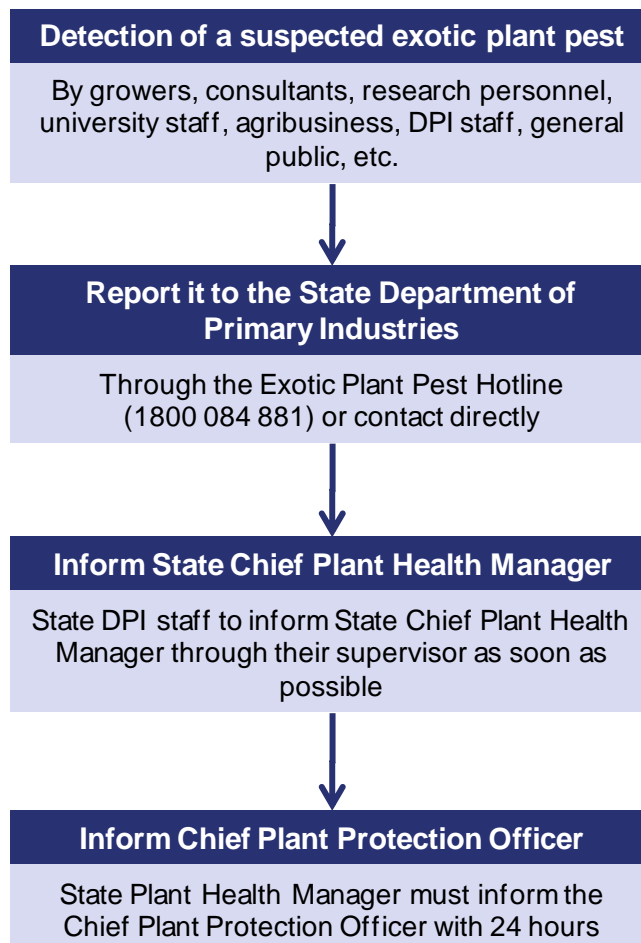 Detection of a suspected exotic plant pest
By growers, consultants, research personnel,
university staff, agribusiness, DPI staff, general
public, etc.
Report it to the State Department of
Primary Industries
Through the Exotic Plant Pest Hotline
(1800 084 881) or contact directly
Inform State Chief Plant Health Manager
State DPI staff to inform State Chief Plant Health
Manager through their supervisor as soon as
possible
Inform Chief Plant Protection Officer
State Plant Health Manager must inform the
Chief Plant Protection Officer with 24 hours